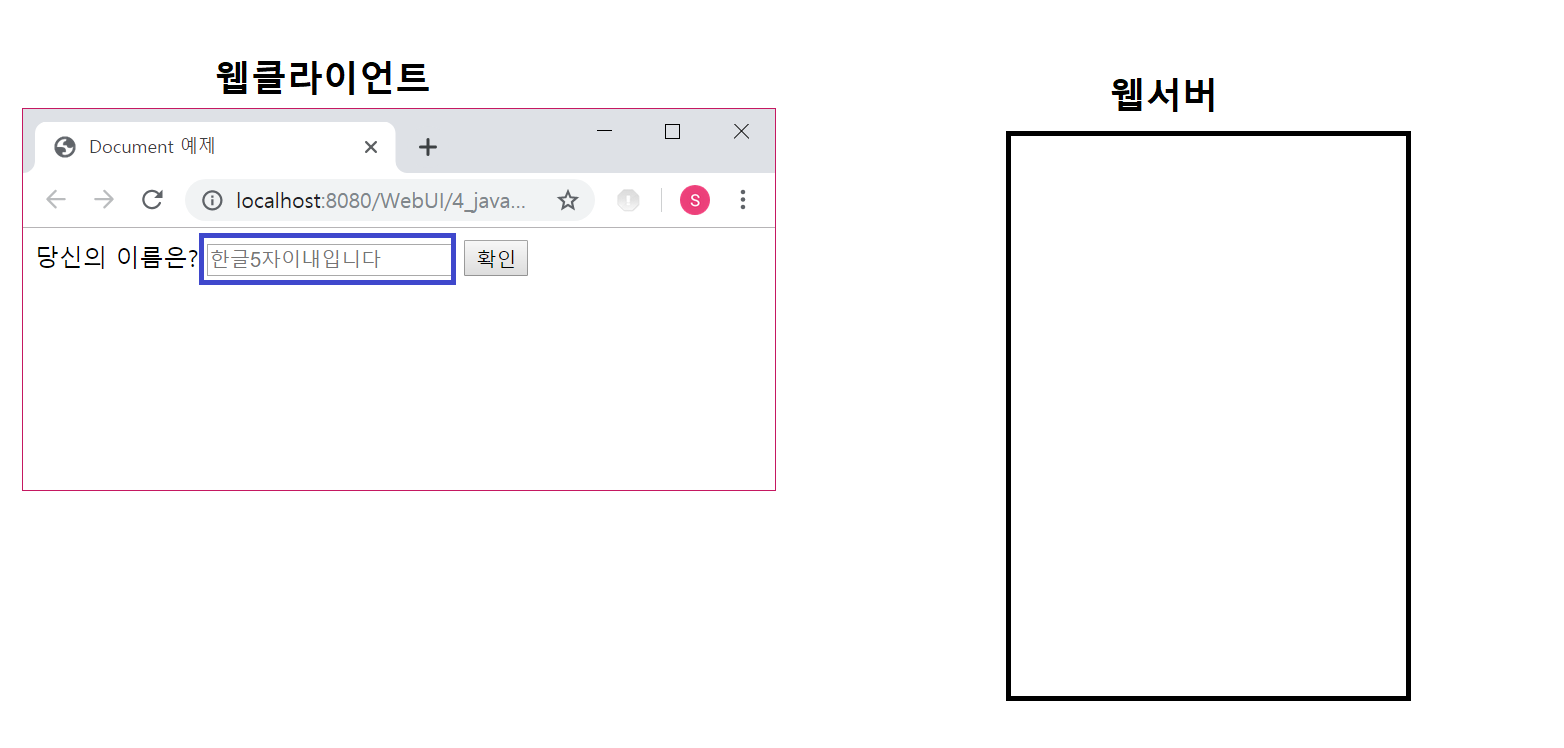 웹클라이언트
웹서버
Document 예제
localhost:8080/WebUI/4_java...
S
당신의 이름은? 한글5자이내입니다 확인